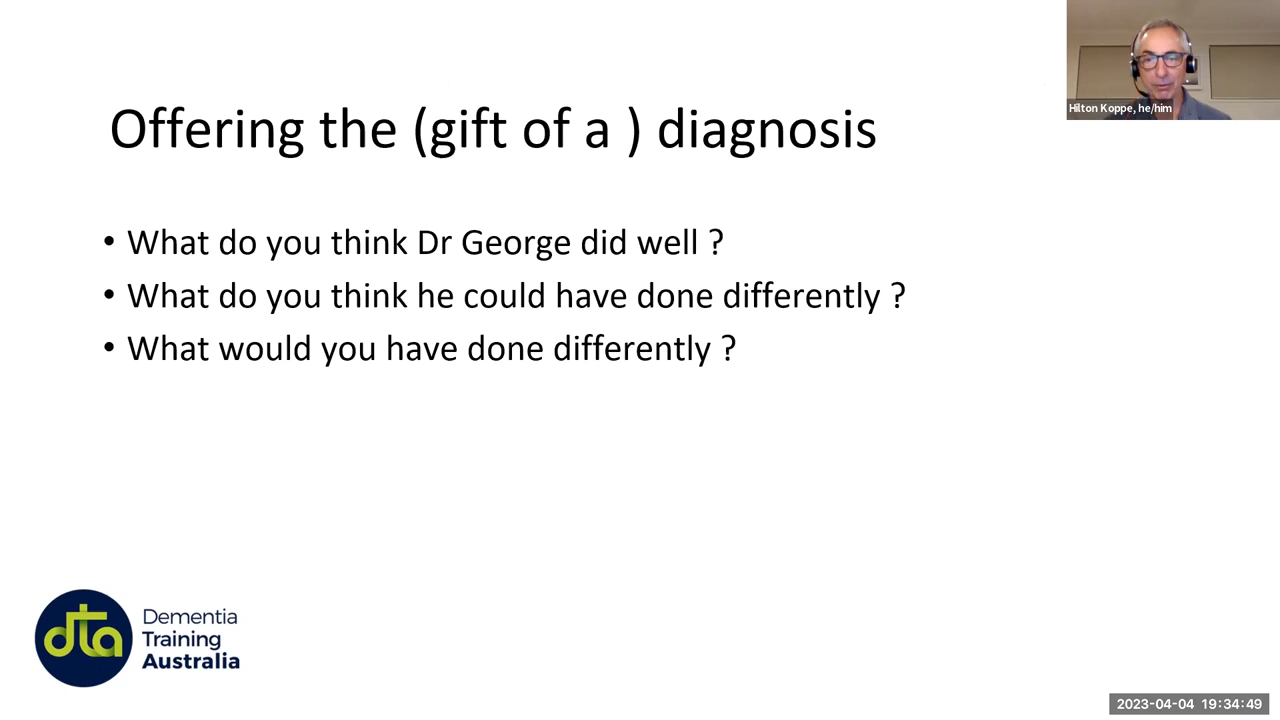 Hilton Koppe, he/him
Offering the (gift of a ) diagnosis
• What do you think Dr George did well ?
• What do you think he could have done differently ?
• What would you have done differently ?
dta
Dementia
Training
Australia
2023-04-04 19:34:49